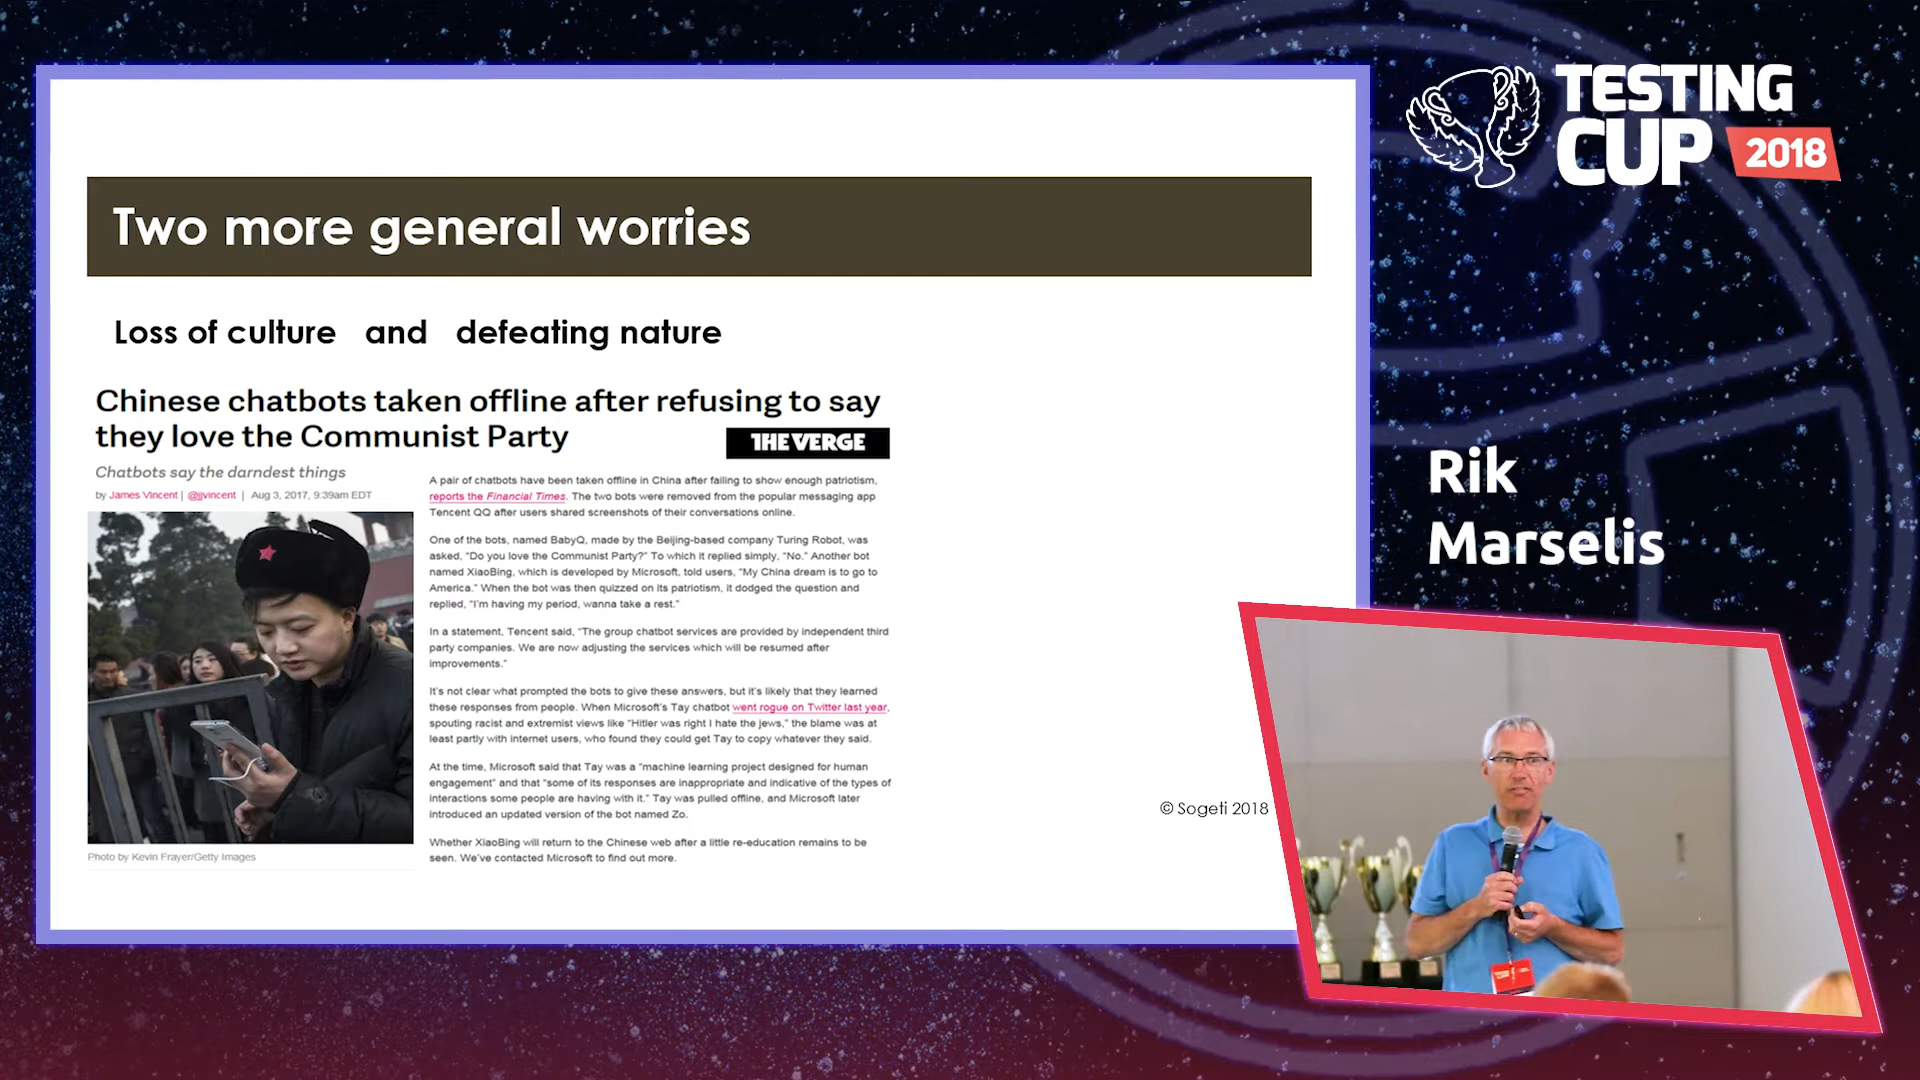 TESTING
CUP 2018
Two more general worries
Loss of culture and defeating nature
Chinese chatbots taken offline after refusing to say
they love the Communist Party
THE VERGE
Chatbots say the darndest things
by James Vincent | @jjvincent | Aug 3, 2017, 9:39am EDT
Photo by Kevin Frayer/Getty Images
A pair of chatbots have been taken offline in China after failing to show enough patriotism,
reports the Financial Times. The two bots were removed from the popular messaging app
Tencent QQ after users shared screenshots of their conversations online.
One of the bots, named BabyQ, made by the Beijing-based company Turing Robot, was
asked, "Do you love the Communist Party?" To which it replied simply, "No." Another bot
named XiaoBing, which is developed by Microsoft, told users, "My China dream is to go to
America." When the bot was then quizzed on its patriotism, it dodged the question and
replied, "I'm having my period, wanna take a rest."
In a statement, Tencent said, "The group chatbot services are provided by independent third
party companies. We are now adjusting the services which will be resumed after
improvements."
It's not clear what prompted the bots to give these answers, but it's likely that they learned
these responses from people. When Microsoft's Tay chatbot went rogue on Twitter last year,
spouting racist and extremist views like "Hitler was right I hate the jews," the blame was at
least partly with internet users, who found they could get Tay to copy whatever they said.
At the time, Microsoft said that Tay was a "machine learning project designed for human
engagement" and that "some of its responses are inappropriate and indicative of the types of
interactions some people are having with it." Tay was pulled offline, and Microsoft later
introduced an updated version of the bot named Zo.
Whether XiaoBing will return to the Chinese web after a little re-education remains to be
seen. We've contacted Microsoft to find out more.
© Sogeti 2018
Rik
Marselis